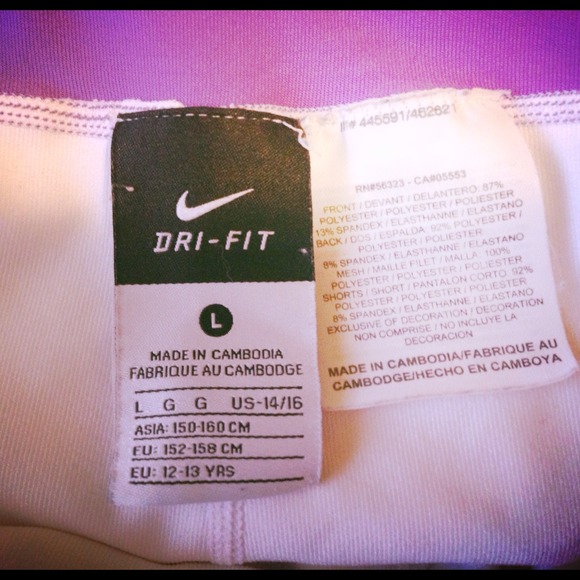 DRI-FIT
L
MADE IN CAMBODIA
FABRIQUE AU CAMBODGE
L G G US-14/16
ASIA: 150-160 CM
EU: 152-158 CM
EU: 12-13 YRS
445591/462621
RN#56323 - CA#05553
FRONT / DEVANT / DELANTERO: 87%
POLYESTER / POLYESTER / POLIESTER
13% SPANDEX / ELASTHANNE / ELASTANO
BACK / DOS / ESPALDA: 92% POLYESTER /
POLYESTER / POLIESTER
8% SPANDEX / ELASTHANNE / ELASTANO
MESH / MAILLE FILET / MALLA: 100%
POLYESTER / POLYESTER / POLIESTER
SHORTS / SHORT / PANTALON CORTO: 92%
POLYESTER / POLYESTER / POLIESTER
8% SPANDEX / ELASTHANNE / ELASTANO
EXCLUSIVE OF DECORATION / DECORATION
NON COMPRISE / NO INCLUYE LA
DECORACION
MADE IN CAMBODIA/FABRIQUE AU
CAMBODGE/HECHO EN CAMBOYA